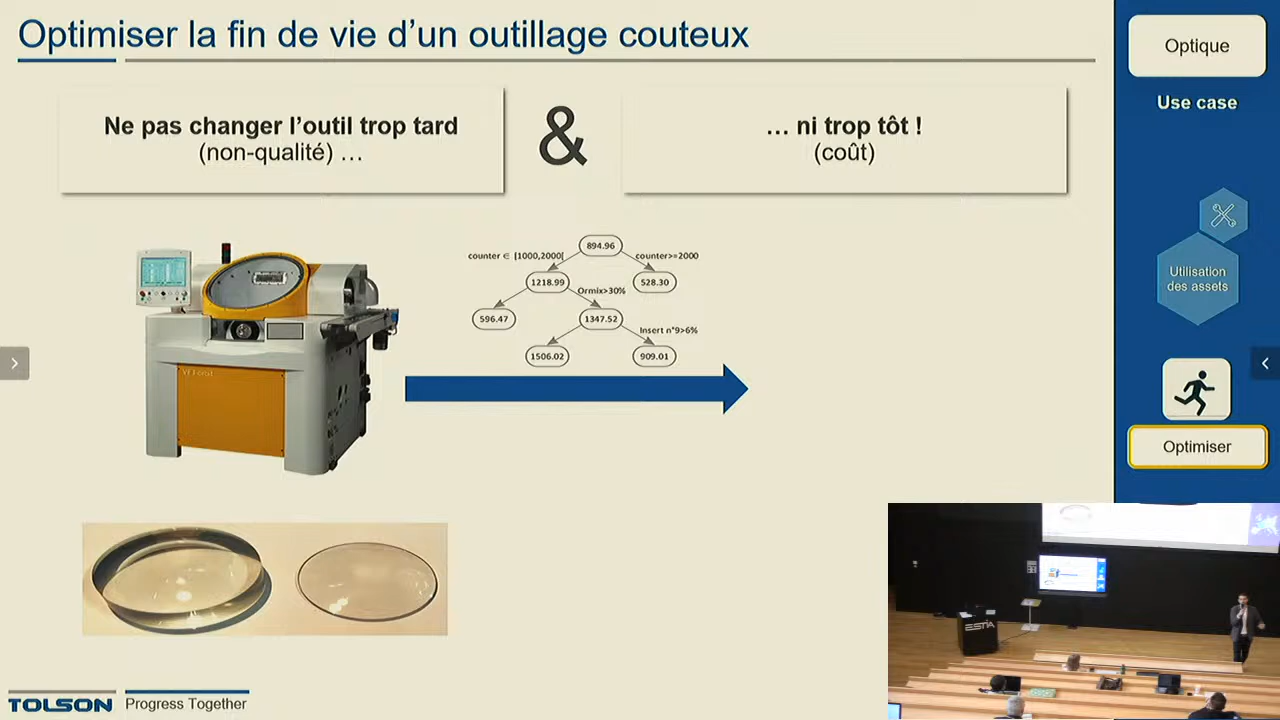 Optimiser la fin de vie d’un outillage couteux
Ne pas changer l’outil trop tard
(non-qualité) …
&
… ni trop tôt !
(coût)
894.96
counter ∈ [1000,2000[
counter>=2000
1218.99
528.30
Ormix>30%
596.47
1347.52
Insert n°9>6%
1506.02
909.01
Optique
Use case
Utilisation
des assets
Optimiser
ESTIA
TOLSON
Progress Together